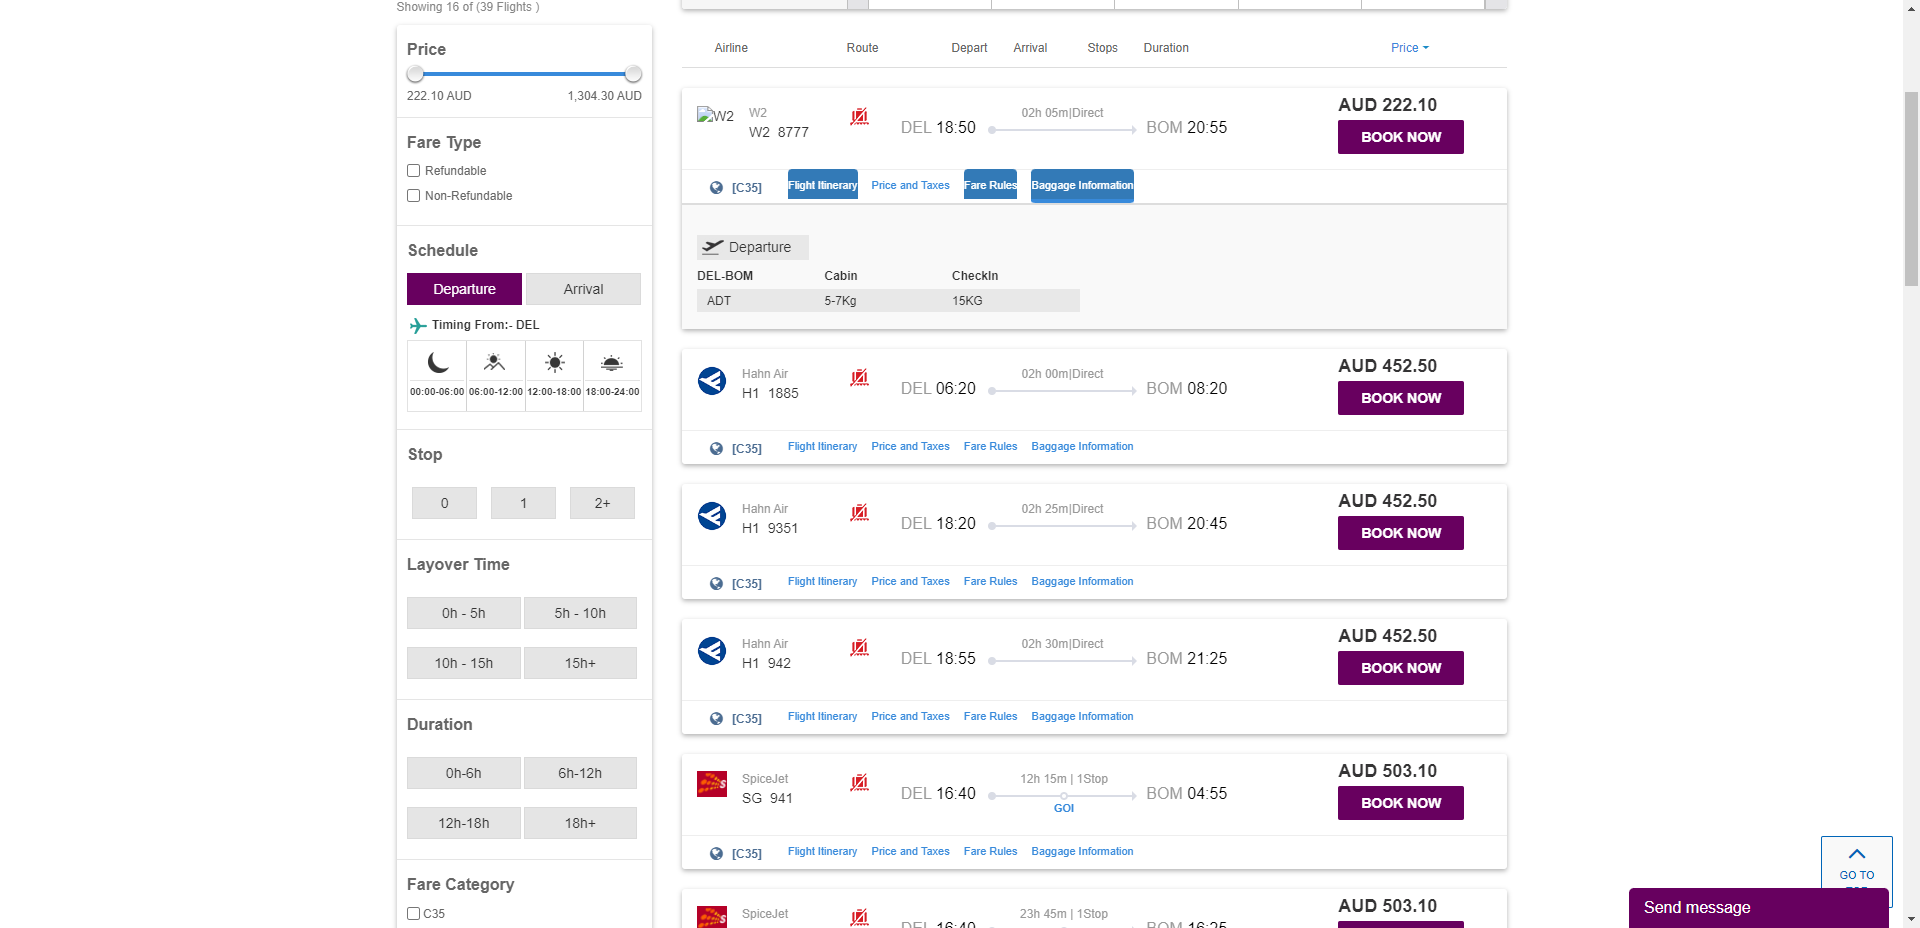 Showing 16 of (39 Flights )
Price
222.10 AUD 1,304.30 AUD
Fare Type
Refundable
Non-Refundable
Schedule
Departure Arrival
Timing From:- DEL
00:00-06:00 06:00-12:00 12:00-18:00 18:00-24:00
Stop
0 1 2+
Layover Time
0h - 5h 5h - 10h
10h - 15h 15h+
Duration
0h-6h 6h-12h
12h-18h 18h+
Fare Category
C35
Airline Route Depart Arrival Stops Duration Price
W2 W2 02h 05m|Direct AUD 222.10
W2 8777 DEL 18:50 BOM 20:55 BOOK NOW
[C35] Flight Itinerary Price and Taxes Fare Rules Baggage Information
Departure
DEL-BOM Cabin CheckIn
ADT 5-7Kg 15KG
Hahn Air 02h 00m|Direct AUD 452.50
H1 1885 DEL 06:20 BOM 08:20 BOOK NOW
[C35] Flight Itinerary Price and Taxes Fare Rules Baggage Information
Hahn Air 02h 25m|Direct AUD 452.50
H1 9351 DEL 18:20 BOM 20:45 BOOK NOW
[C35] Flight Itinerary Price and Taxes Fare Rules Baggage Information
Hahn Air 02h 30m|Direct AUD 452.50
H1 942 DEL 18:55 BOM 21:25 BOOK NOW
[C35] Flight Itinerary Price and Taxes Fare Rules Baggage Information
SpiceJet 12h 15m | 1Stop AUD 503.10
SG 941 DEL 16:40 BOM 04:55 BOOK NOW
GOI
[C35] Flight Itinerary Price and Taxes Fare Rules Baggage Information
SpiceJet 23h 45m | 1Stop AUD 503.10
DEL 16:40 BOM 16:25
GO TO
Send message